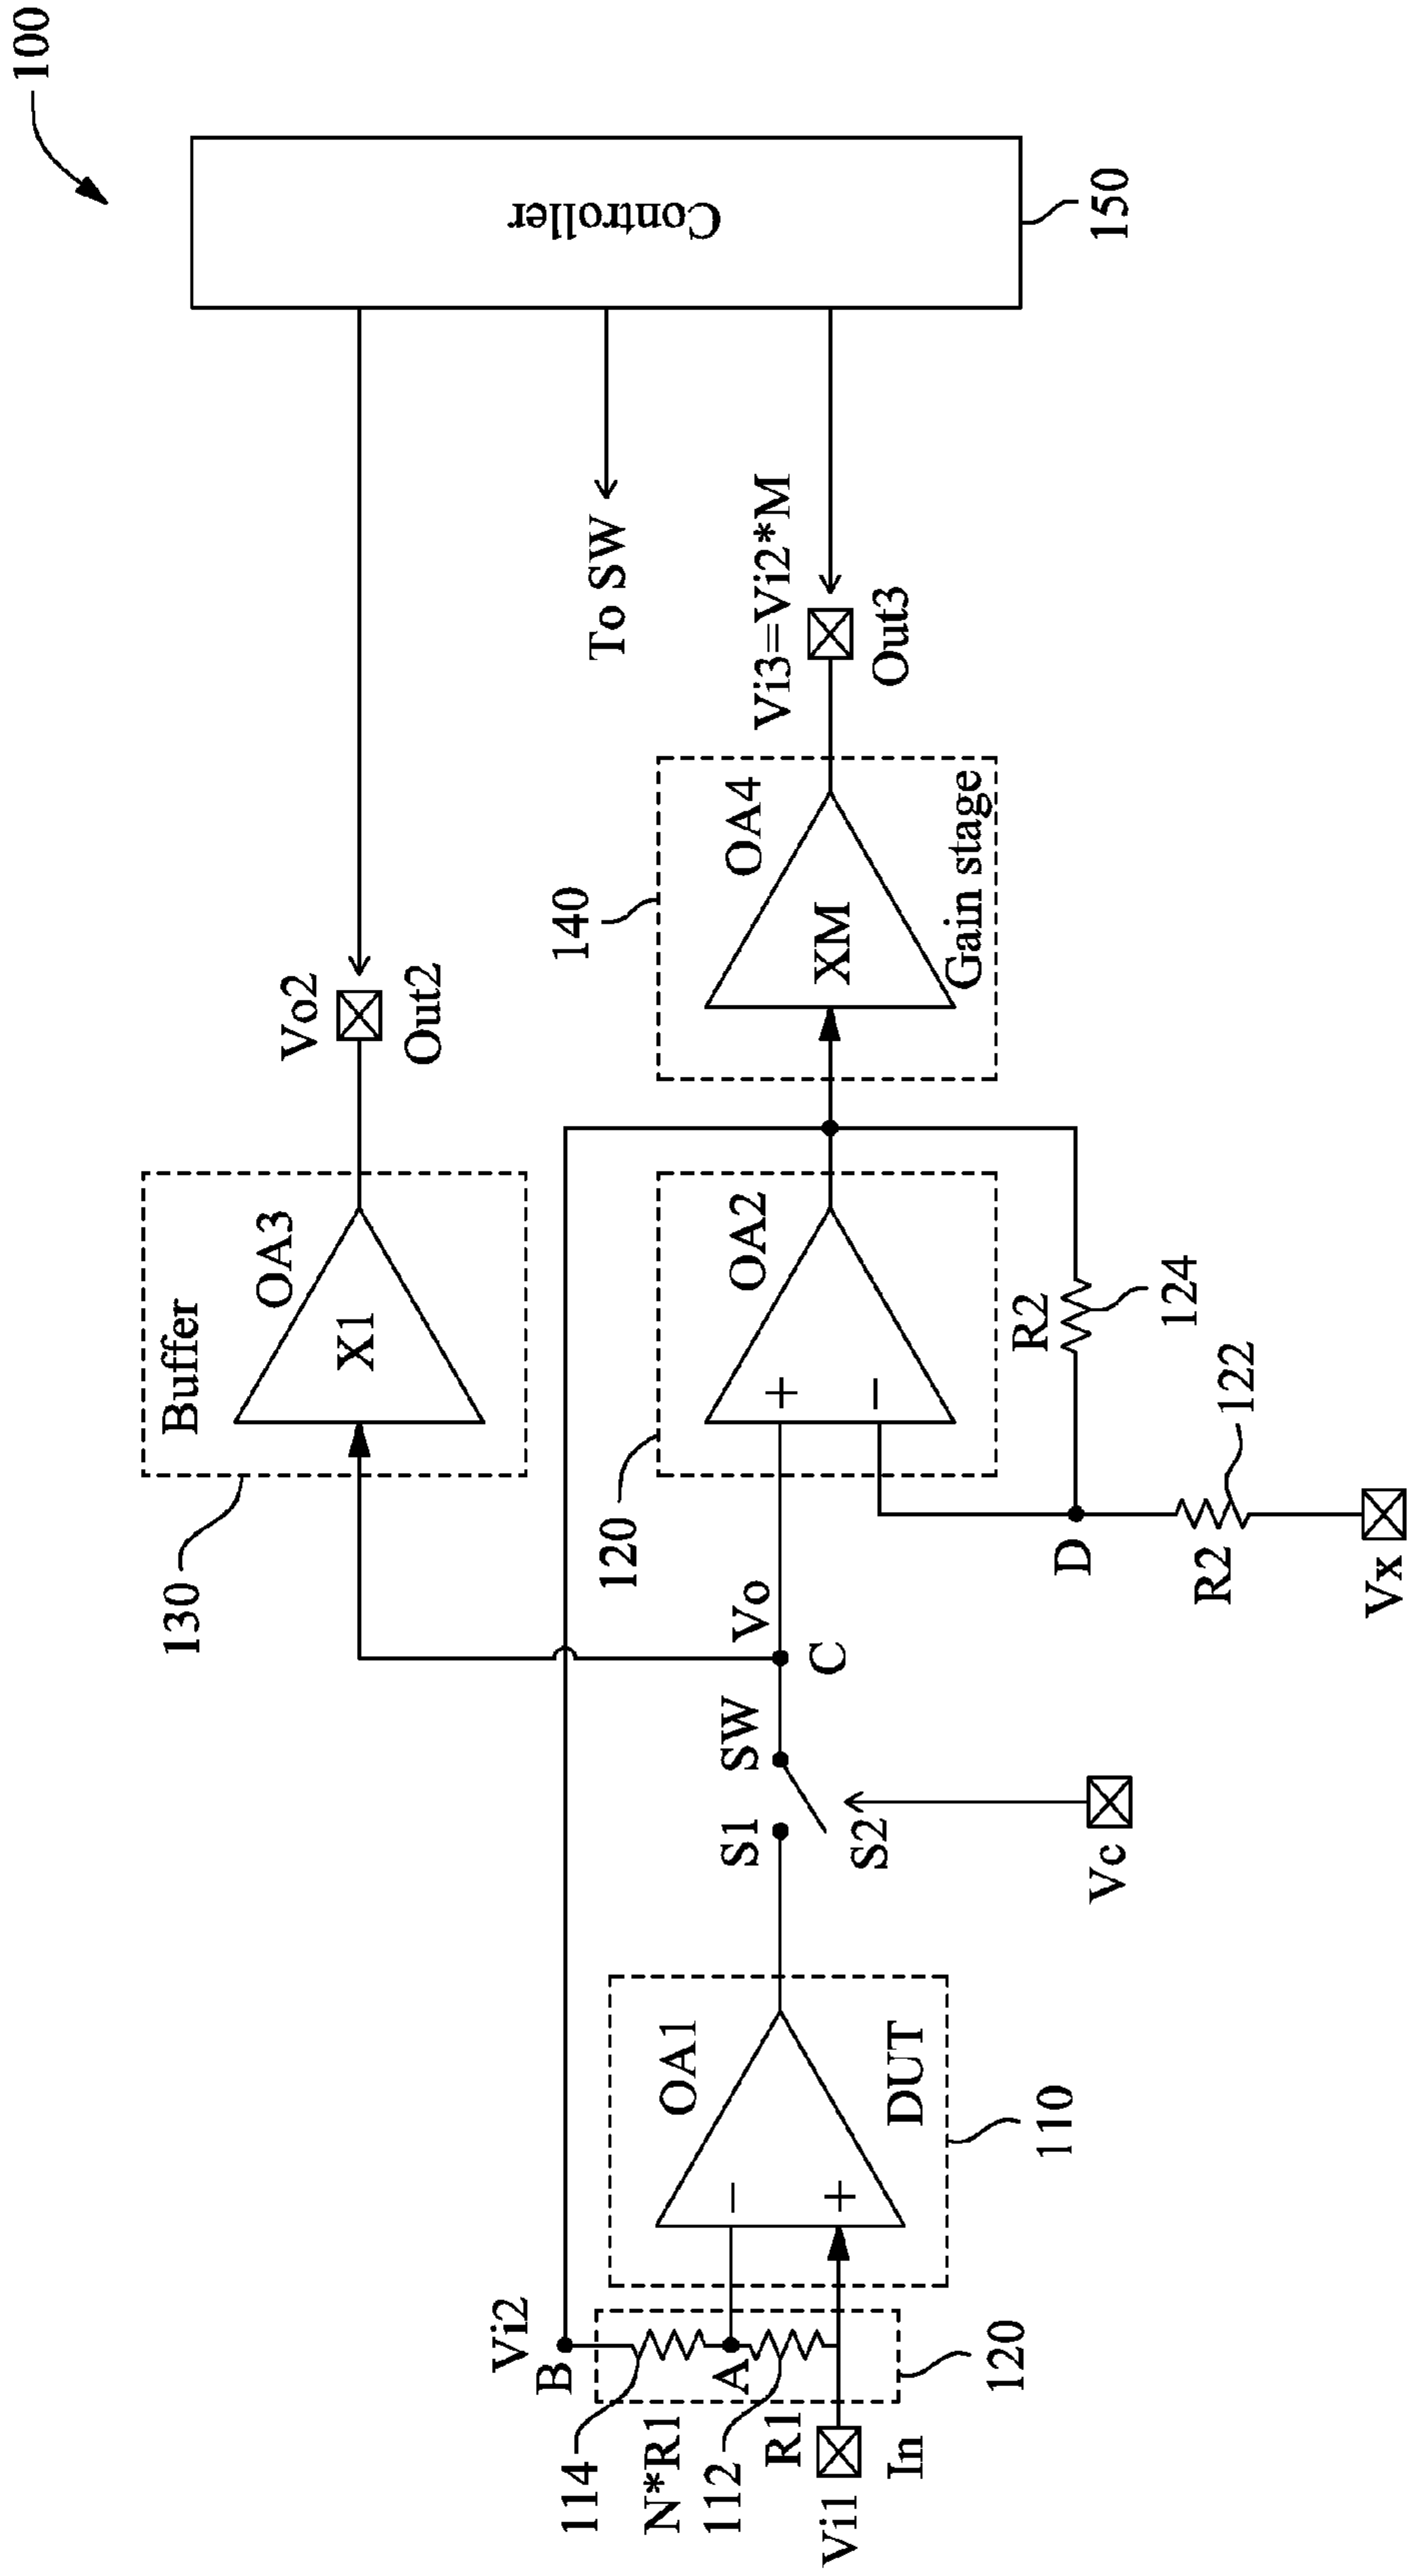 100
Controller
150
To SW
Vi3=Vi2*M
Out3
Vo2
Out2
140
OA4
XM
Gain stage
Buffer
OA3
X1
130
OA2
+
−
120
R2
124
D
R2
122
Vx
Vo
C
SW
S1
S2
Vc
OA1
−
+
DUT
110
Vi2
B
A
114
N*R1
112
R1
120
Vi1
In